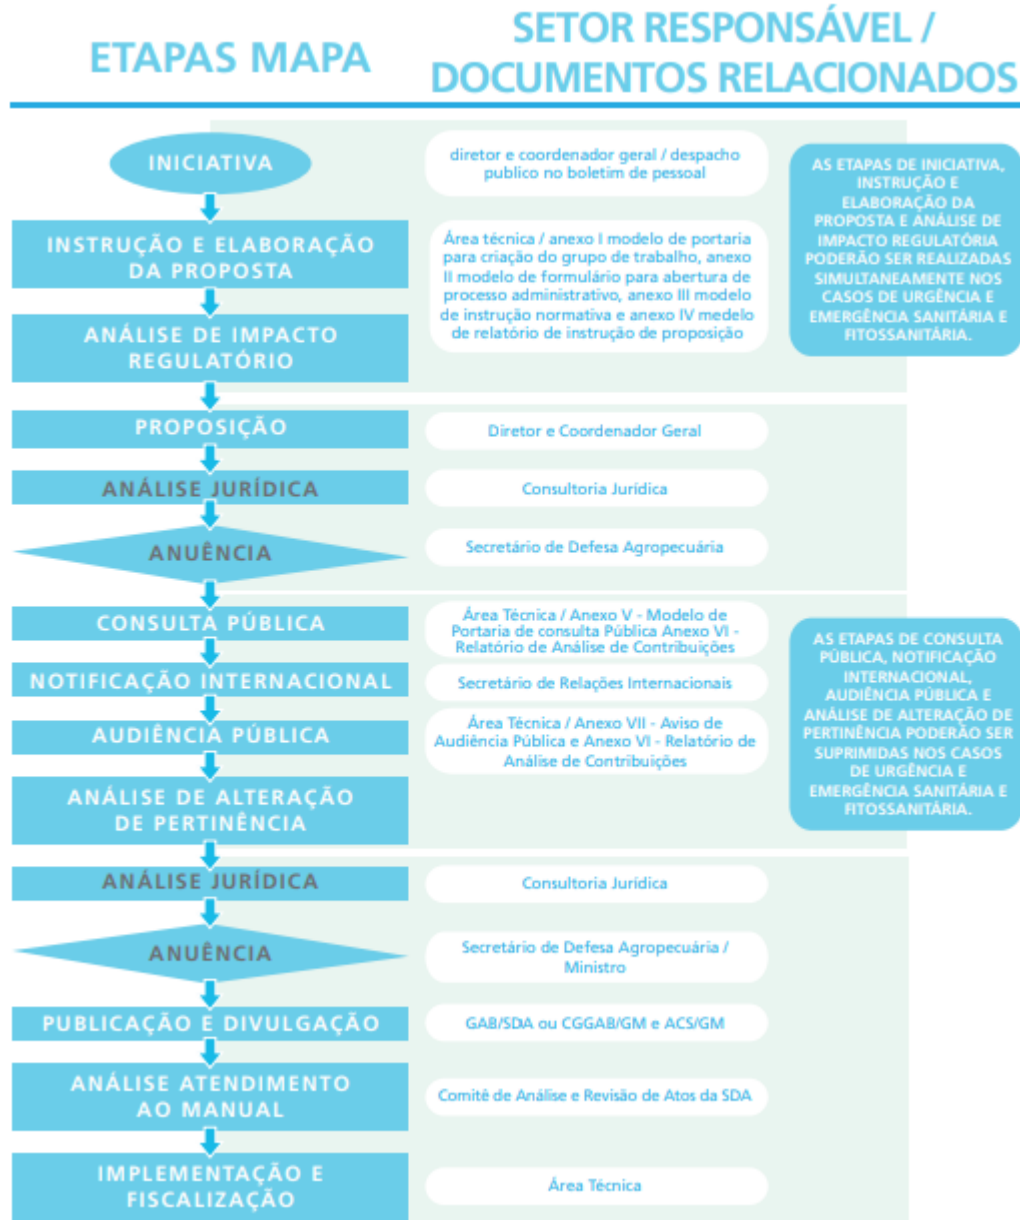 ETAPAS MAPA
SETOR RESPONSÁVEL /
DOCUMENTOS RELACIONADOS
INICIATIVA
diretor e coordenador geral / despacho
publico no boletim de pessoal
AS ETAPAS DE INICIATIVA,
INSTRUÇÃO E
ELABORAÇÃO DA
PROPOSTA E ANÁLISE DE
IMPACTO REGULATÓRIA
PODERÃO SER REALIZADAS
SIMULTANEAMENTE NOS
CASOS DE URGÊNCIA E
EMERGÊNCIA SANITÁRIA E
FITOSSANITÁRIA.
INSTRUÇÃO E ELABORAÇÃO
DA PROPOSTA
Área técnica / anexo I modelo de portaria
para criação do grupo de trabalho, anexo
II modelo de formulário para abertura de
processo administrativo, anexo III modelo
de instrução normativa e anexo IV medelo
de relatório de instrução de proposição
ANÁLISE DE IMPACTO
REGULATÓRIO
PROPOSIÇÃO
Diretor e Coordenador Geral
ANÁLISE JURÍDICA
Consultoria Jurídica
ANUÊNCIA
Secretário de Defesa Agropecuária
CONSULTA PÚBLICA
Área Técnica / Anexo V - Modelo de
Portaria de consulta Pública Anexo VI -
Relatório de Análise de Contribuições
AS ETAPAS DE CONSULTA
PÚBLICA, NOTIFICAÇÃO
INTERNACIONAL,
AUDIÊNCIA PÚBLICA E
ANÁLISE DE ALTERAÇÃO DE
PERTINÊNCIA PODERÃO SER
SUPRIMIDAS NOS CASOS
DE URGÊNCIA E
EMERGÊNCIA SANITÁRIA E
FITOSSANITÁRIA.
NOTIFICAÇÃO INTERNACIONAL
Secretário de Relações Internacionais
AUDIÊNCIA PÚBLICA
Área Técnica / Anexo VII - Aviso de
Audiência Pública e Anexo VI - Relatório de
Análise de Contribuições
ANÁLISE DE ALTERAÇÃO
DE PERTINÊNCIA
ANÁLISE JURÍDICA
Consultoria Jurídica
ANUÊNCIA
Secretário de Defesa Agropecuária /
Ministro
PUBLICAÇÃO E DIVULGAÇÃO
GAB/SDA ou CGGAB/GM e ACS/GM
ANÁLISE ATENDIMENTO
AO MANUAL
Comitê de Análise e Revisão de Atos da SDA
IMPLEMENTAÇÃO E
FISCALIZAÇÃO
Área Técnica